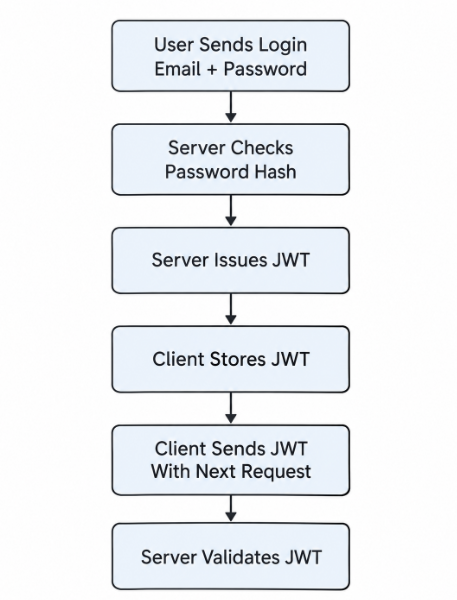 User Sends Login
Email + Password
Server Checks
Password Hash
Server Issues JWT
Client Stores JWT
Client Sends JWT
With Next Request
Server Validates JWT